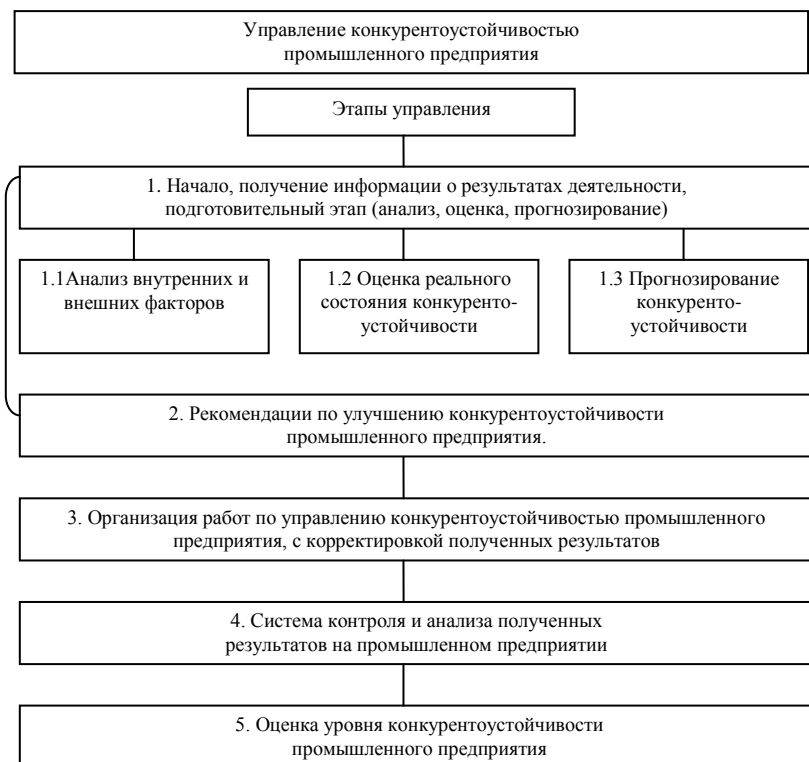 Управление конкурентоустойчивостью
промышленного предприятия
Этапы управления
1. Начало, получение информации о результатах деятельности,
подготовительный этап (анализ, оценка, прогнозирование)
1.1Анализ внутренних и
внешних факторов
1.2 Оценка реального
состояния конкуренто-
устойчивости
1.3 Прогнозирование
конкуренто-
устойчивости
2. Рекомендации по улучшению конкурентоустойчивости
промышленного предприятия.
3. Организация работ по управлению конкурентоустойчивостью промышленного
предприятия, с корректировкой полученных результатов
4. Система контроля и анализа полученных
результатов на промышленном предприятии
5. Оценка уровня конкурентоустойчивости
промышленного предприятия